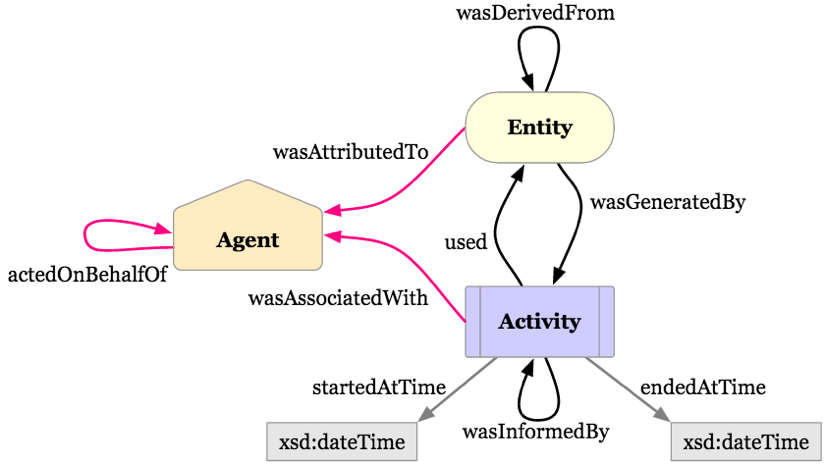 wasDerivedFrom
Entity
wasAttributedTo
wasGeneratedBy
Agent
used
actedOnBehalfOf
wasAssociatedWith
Activity
startedAtTime
endedAtTime
wasInformedBy
xsd:dateTime
xsd:dateTime